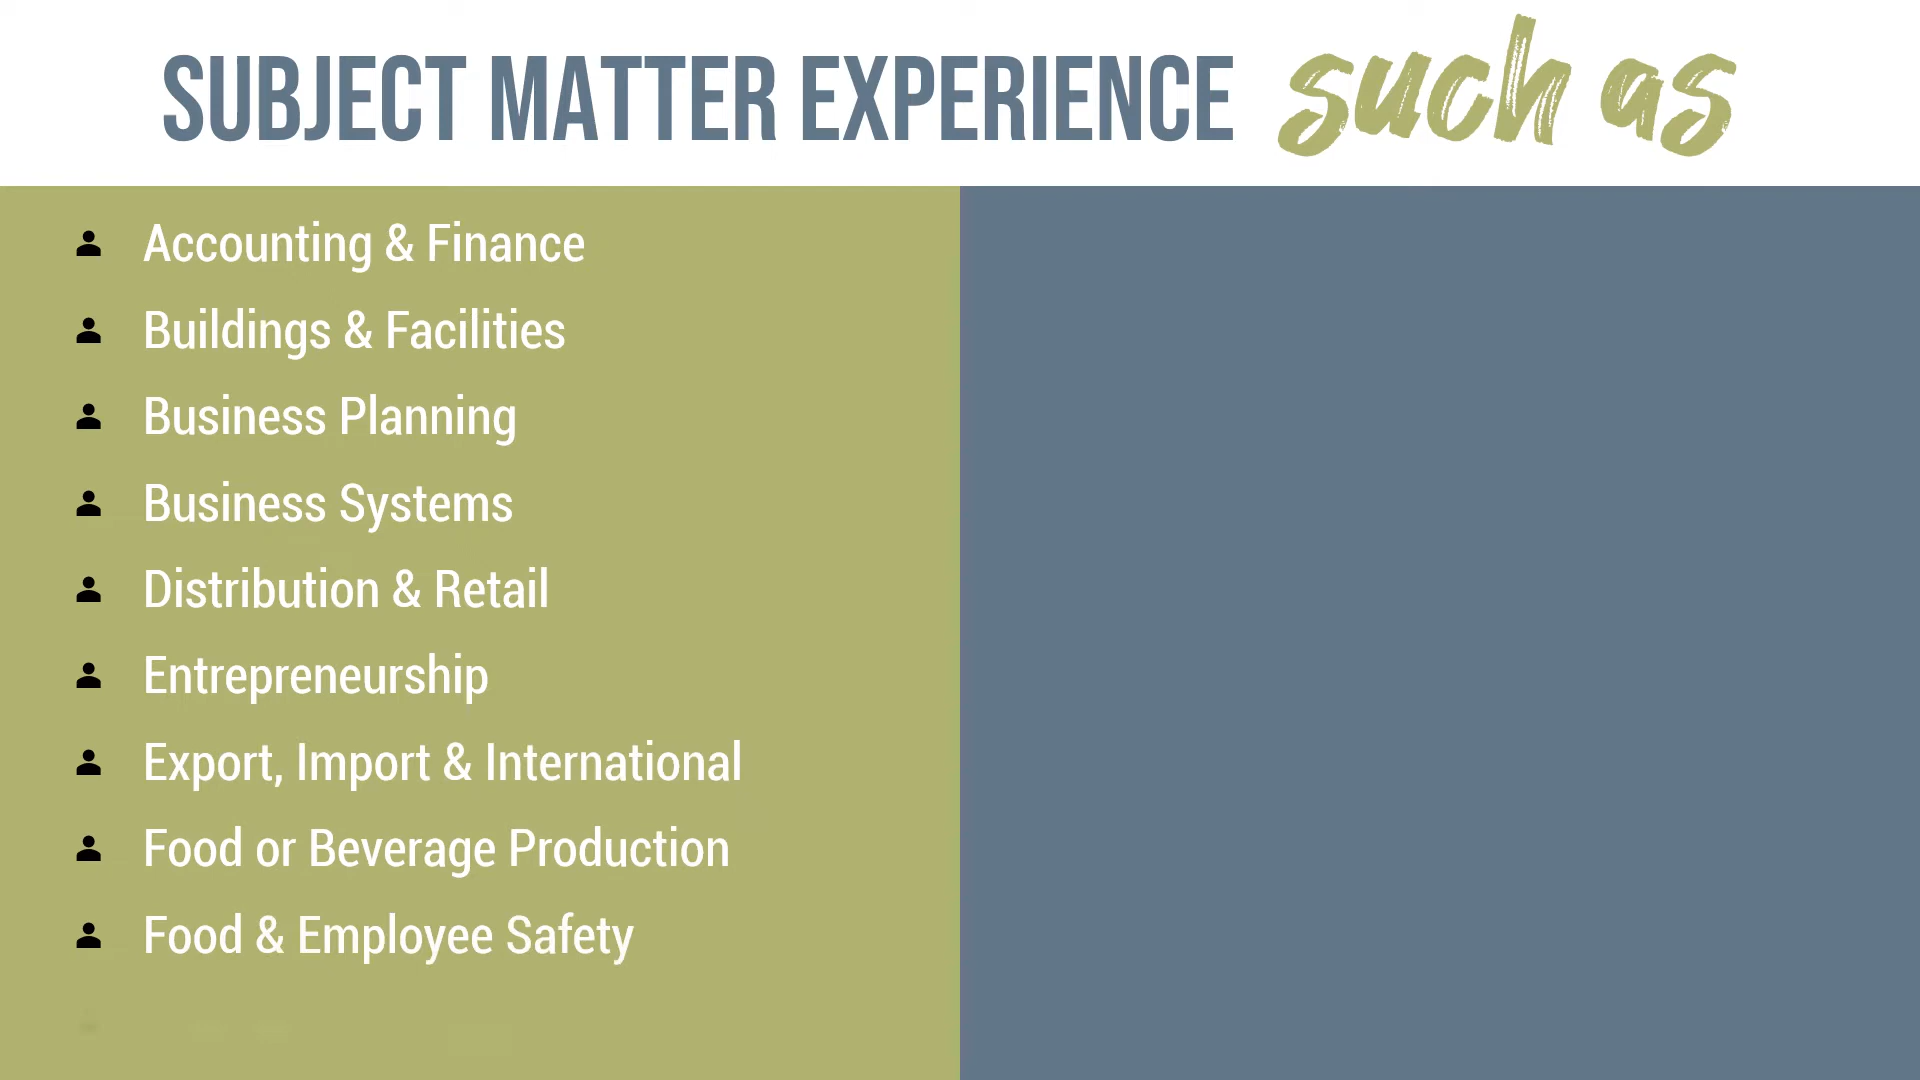 SUBJECT MATTER EXPERIENCE such as
Accounting & Finance
Buildings & Facilities
Business Planning
Business Systems
Distribution & Retail
Entrepreneurship
Export, Import & International
Food or Beverage Production
Food & Employee Safety